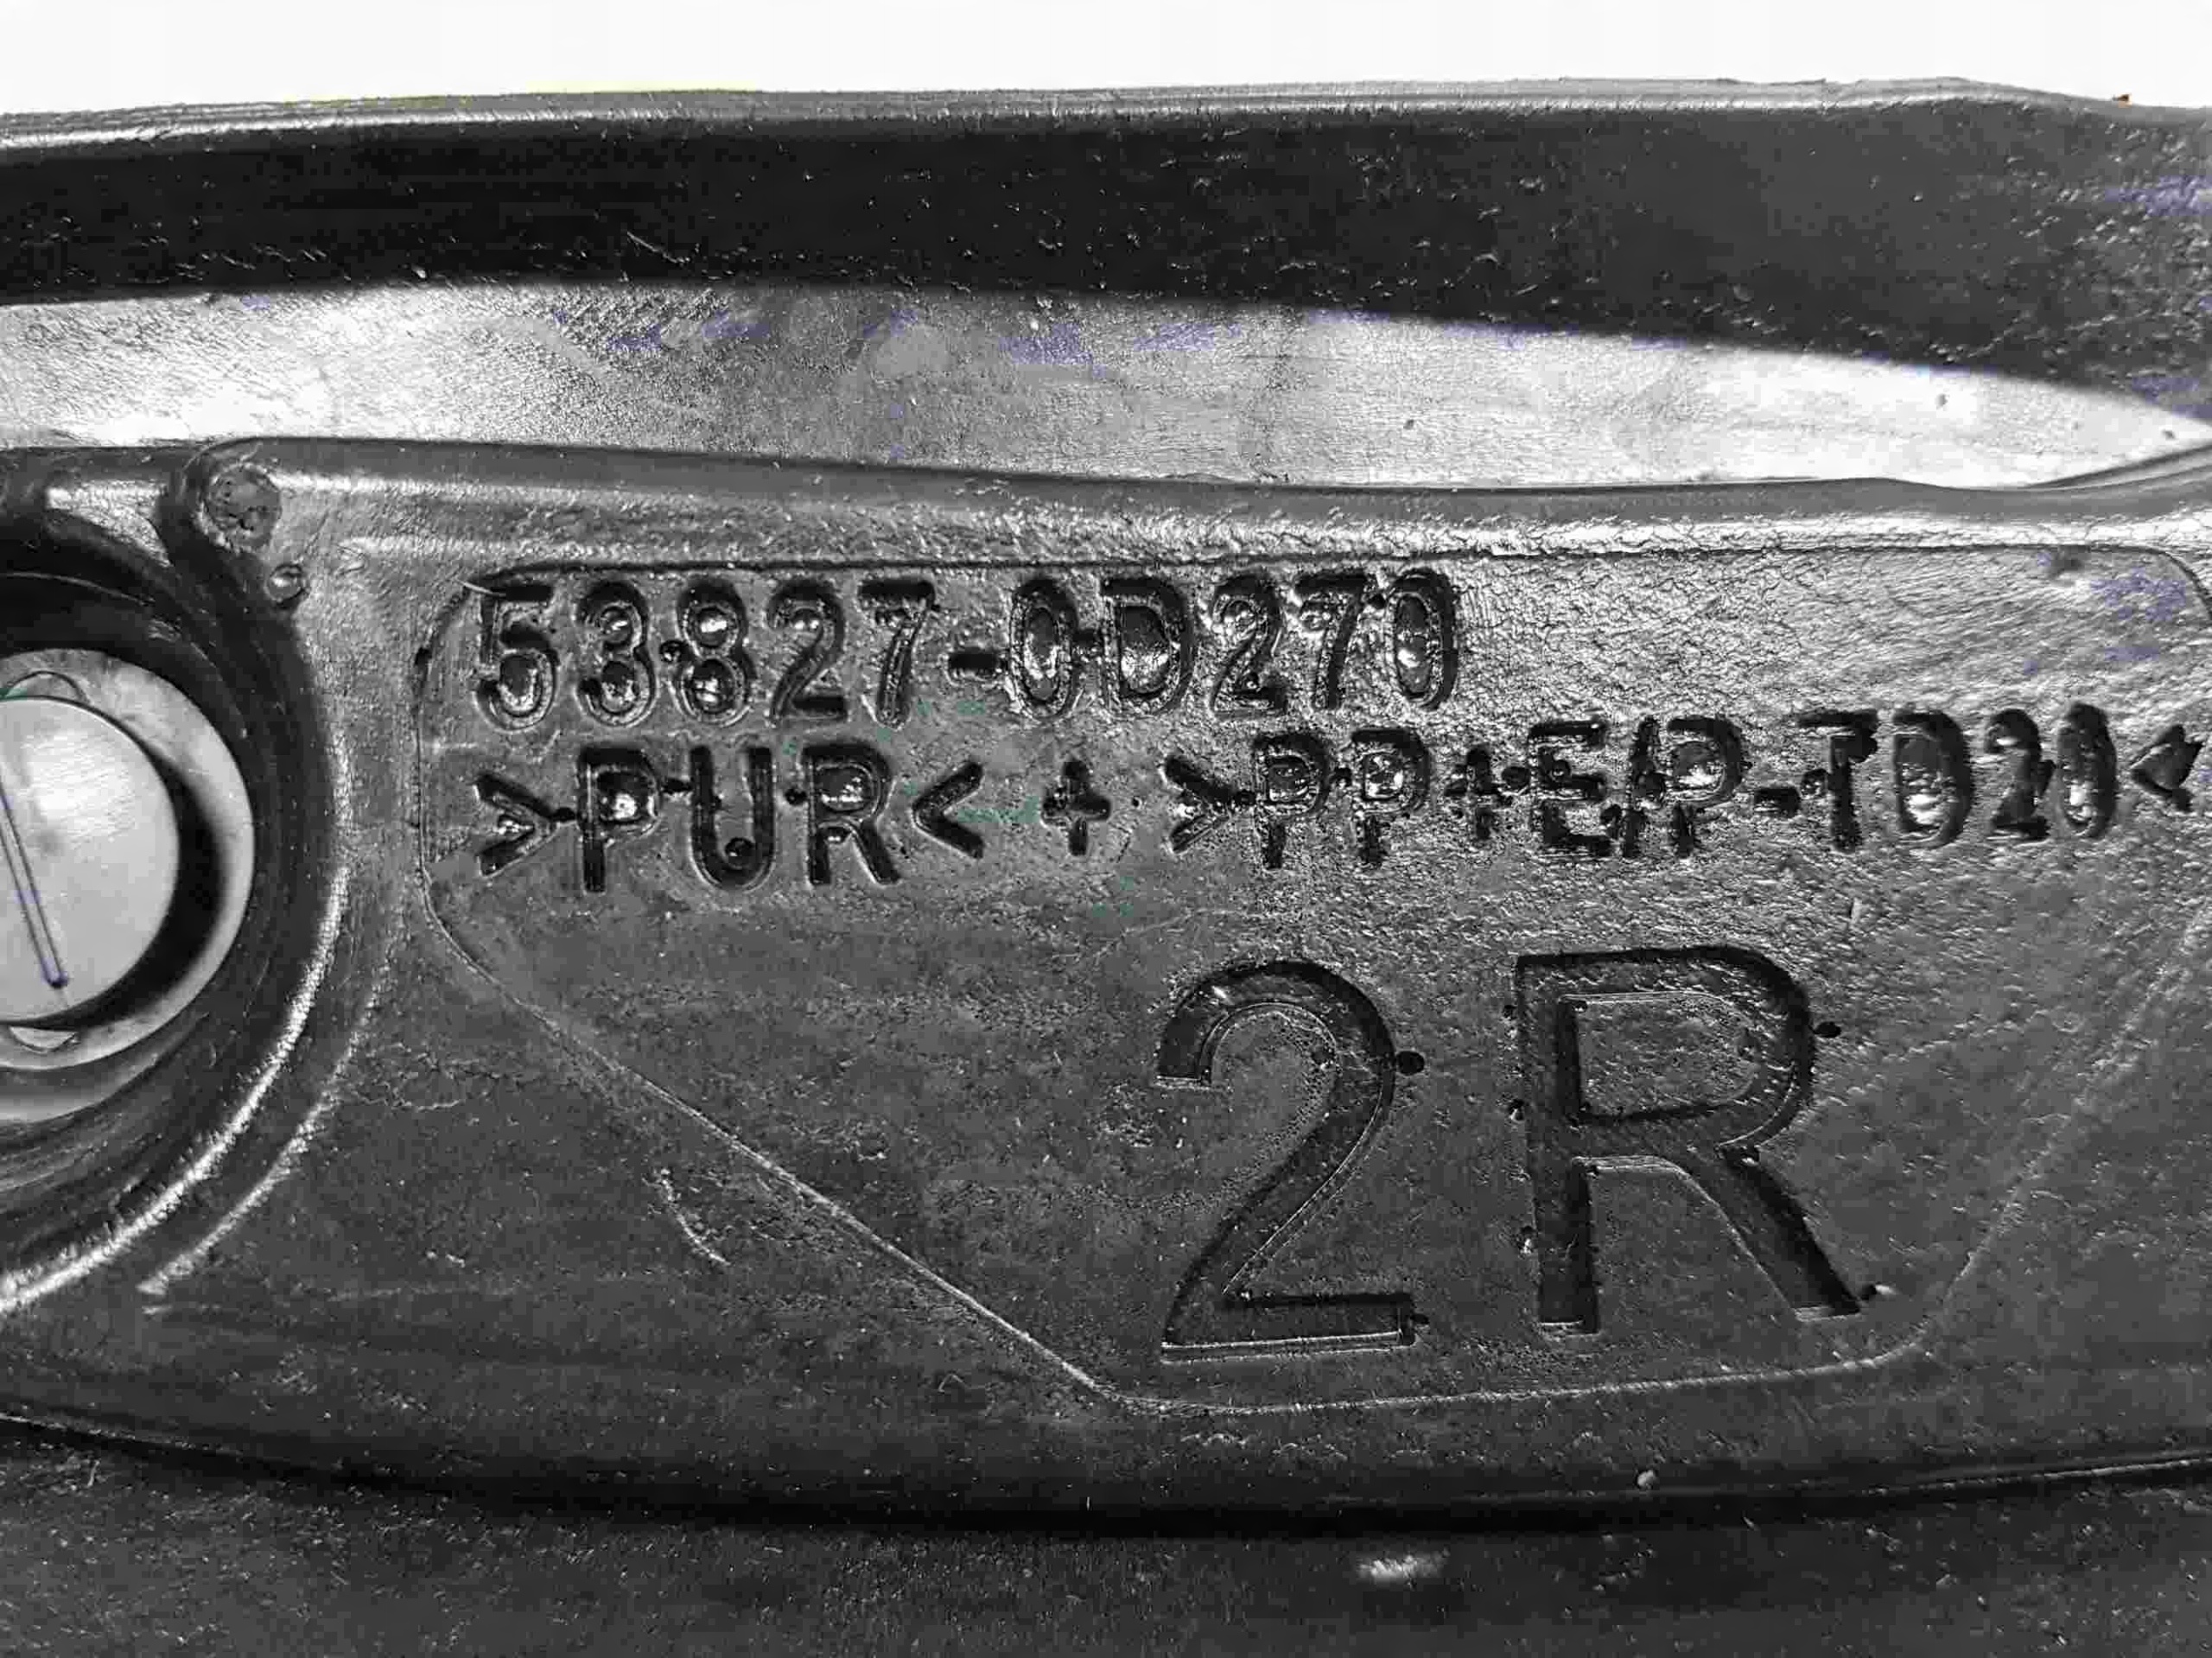 53827-0D270
>PUR< + >PP+E/P-TD20<
2R